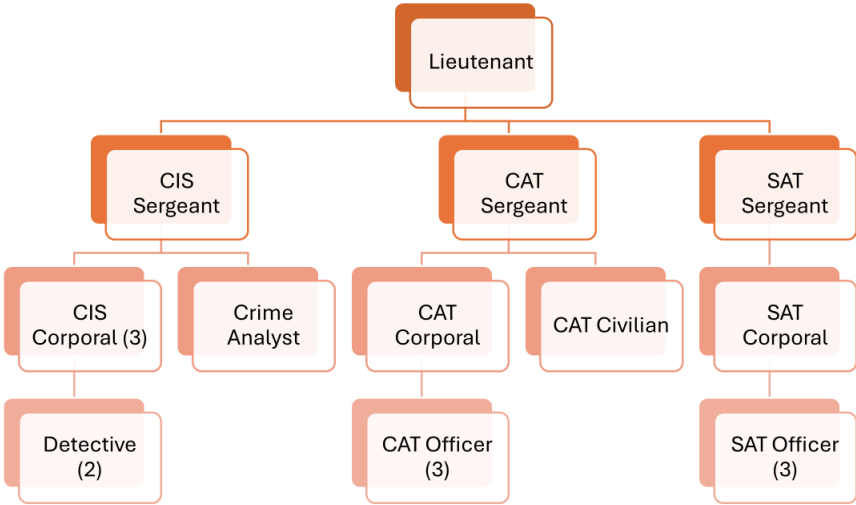 Lieutenant
CIS
Sergeant
CAT
Sergeant
SAT
Sergeant
CIS
Corporal (3)
Crime
Analyst
CAT
Corporal
CAT Civilian
SAT
Corporal
Detective
(2)
CAT Officer
(3)
SAT Officer
(3)